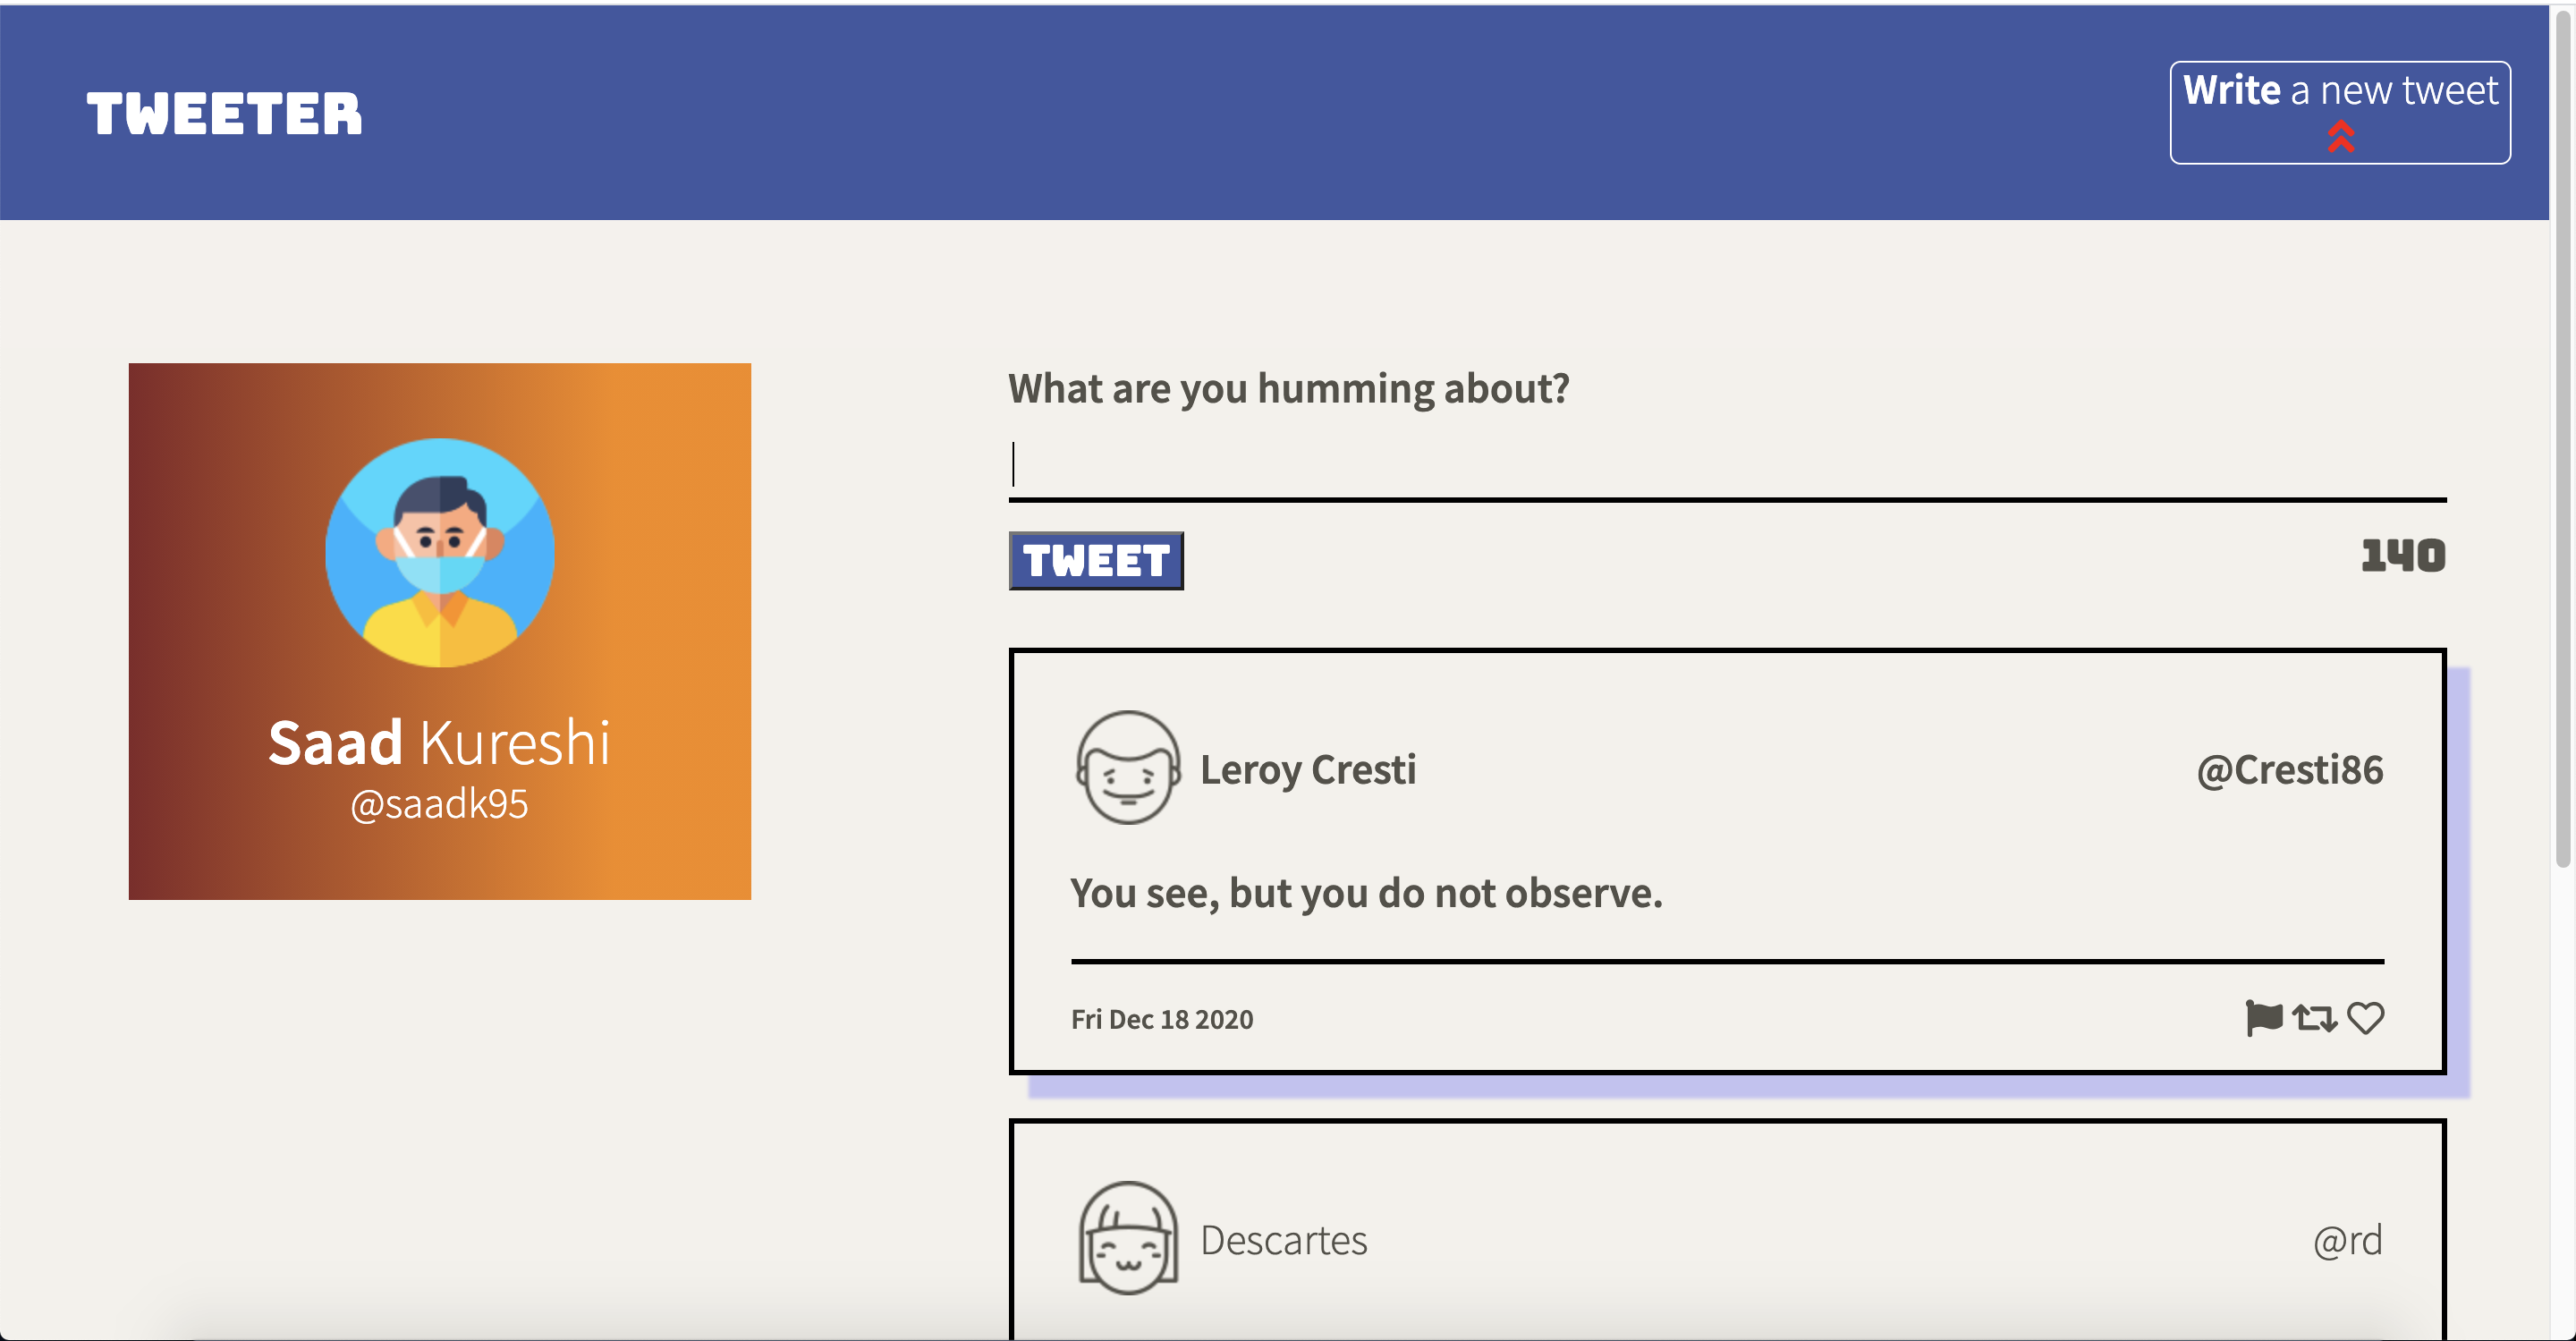 TWEETER
Write a new tweet
Saad Kureshi
@saadk95
What are you humming about?
TWEET
140
Leroy Cresti
@Cresti86
You see, but you do not observe.
Fri Dec 18 2020
Descartes
@rd